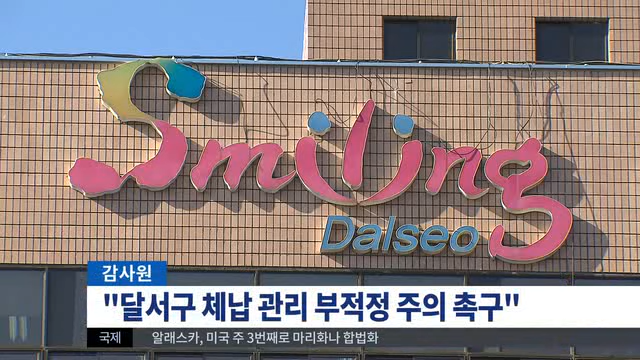 Smiling
Dalseo
감사원
"달서구 체납 관리 부적정 주의 촉구"
국제 알래스카, 미국 주 3번째로 마리화나 합법화